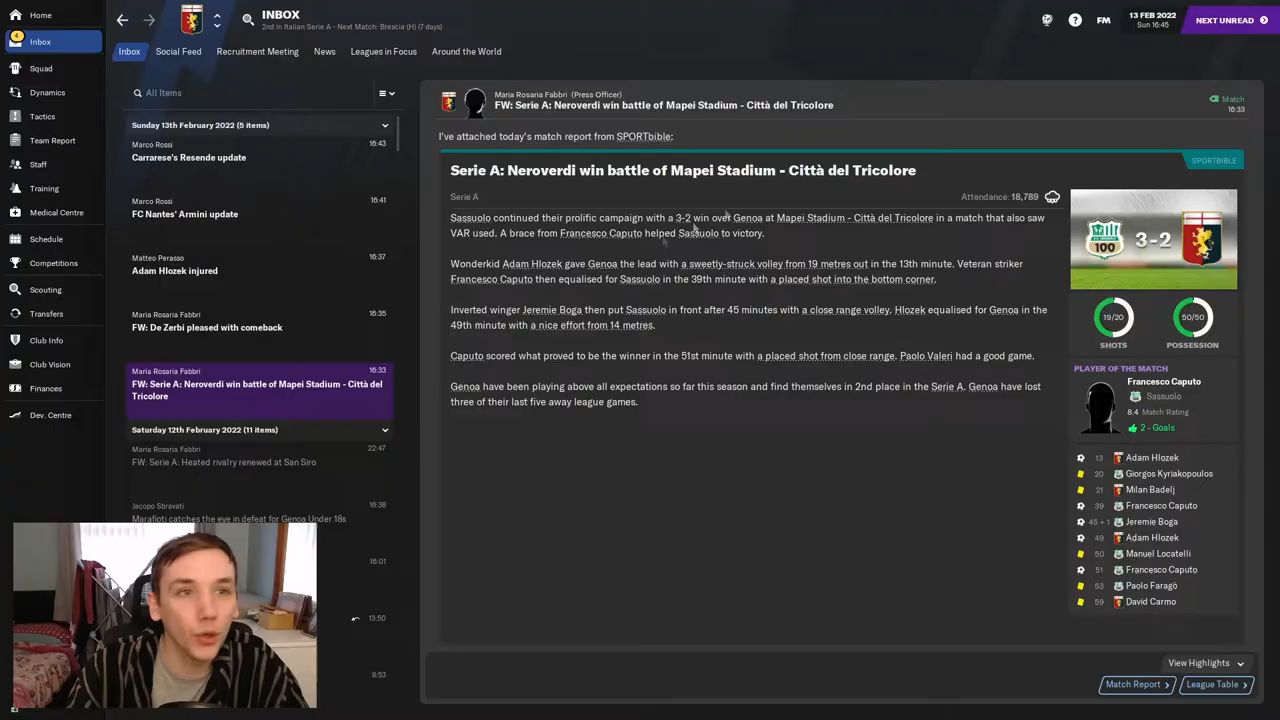 Home
INBOX
2nd in Italian Serie A - Next Match: Brescia (H) (7 days)
FM
13 FEB 2022
Sun 16:45
NEXT UNREAD
4
Inbox
Squad
Dynamics
Tactics
Team Report
Staff
Training
Medical Centre
Schedule
Competitions
Scouting
Transfers
Club Info
Club Vision
Finances
Dev. Centre
Inbox
Social Feed
Recruitment Meeting
News
Leagues in Focus
Around the World
All Items
Sunday 13th February 2022 (5 items)
Marco Rossi
16:43
Carrarese's Resende update
Marco Rossi
16:41
FC Nantes' Armini update
Matteo Perasso
16:37
Adam Hlozek injured
Maria Rosaria Fabbri
16:35
FW: De Zerbi pleased with comeback
Maria Rosaria Fabbri
16:33
FW: Serie A: Neroverdi win battle of Mapei Stadium - Città del
Tricolore
Saturday 12th February 2022 (11 items)
Maria Rosaria Fabbri
22:47
FW: Serie A: Heated rivalry renewed at San Siro
Jacopo Sbravati
16:38
Marafioti catches the eye in defeat for Genoa Under 18s
16:01
13:50
8:53
Maria Rosaria Fabbri (Press Officer)
FW: Serie A: Neroverdi win battle of Mapei Stadium - Città del Tricolore
Match
16:33
I've attached today's match report from SPORTbible:
SPORTBIBLE
Serie A: Neroverdi win battle of Mapei Stadium - Città del Tricolore
Serie A
Attendance: 18,789
Sassuolo continued their prolific campaign with a 3-2 win over Genoa at Mapei Stadium - Città del Tricolore in a match that also saw
VAR used. A brace from Francesco Caputo helped Sassuolo to victory.
Wonderkid Adam Hlozek gave Genoa the lead with a sweetly-struck volley from 19 metres out in the 13th minute. Veteran striker
Francesco Caputo then equalised for Sassuolo in the 39th minute with a placed shot into the bottom corner.
Inverted winger Jeremie Boga then put Sassuolo in front after 45 minutes with a close range volley. Hlozek equalised for Genoa in the
49th minute with a nice effort from 14 metres.
Caputo scored what proved to be the winner in the 51st minute with a placed shot from close range. Paolo Valeri had a good game.
Genoa have been playing above all expectations so far this season and find themselves in 2nd place in the Serie A. Genoa have lost
three of their last five away league games.
100
3-2
19/20
50/50
SHOTS
POSSESSION
PLAYER OF THE MATCH
Francesco Caputo
Sassuolo
8.4 Match Rating
2 - Goals
13 Adam Hlozek
20 Giorgos Kyriakopoulos
21 Milan Badelj
39 Francesco Caputo
45 + 1 Jeremie Boga
49 Adam Hlozek
50 Manuel Locatelli
51 Francesco Caputo
53 Paolo Faragò
59 David Carmo
View Highlights
Match Report
League Table